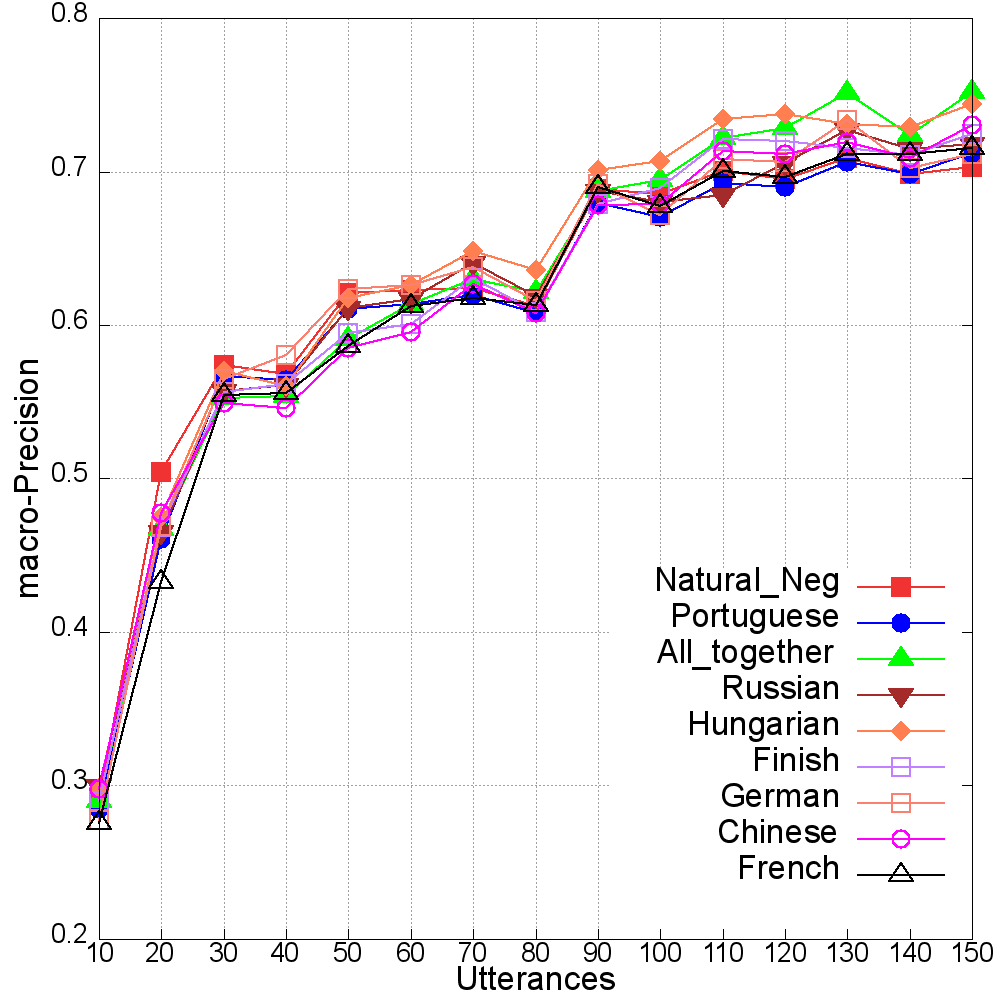 0.8
0.7
0.6
0.5
0.4
0.3
0.2
macro-Precision
Natural_Neg
Portuguese
All_together
Russian
Hungarian
Finish
German
Chinese
French
10 20 30 40 50 60 70 80 90 100 110 120 130 140 150
Utterances